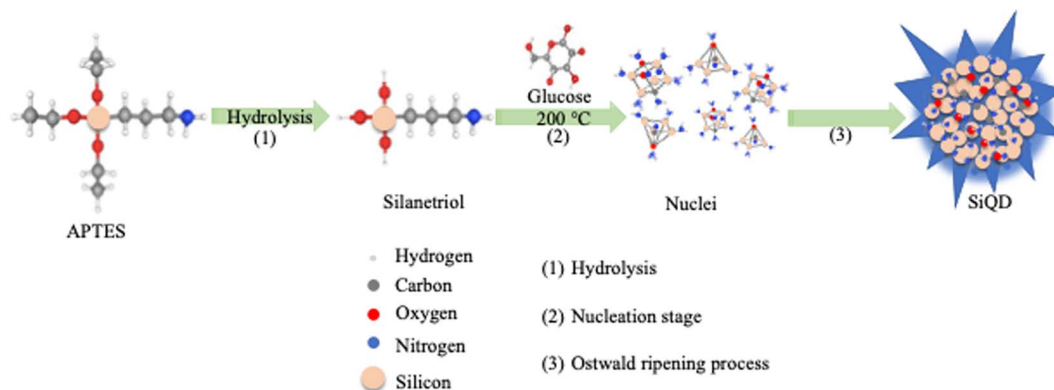 Glucose
200 °C
Hydrolysis
(1)
(2)
(3)
APTES
Silanetriol
Nuclei
SiQD
Hydrogen
Carbon
Oxygen
Nitrogen
Silicon
(1) Hydrolysis
(2) Nucleation stage
(3) Ostwald ripening process